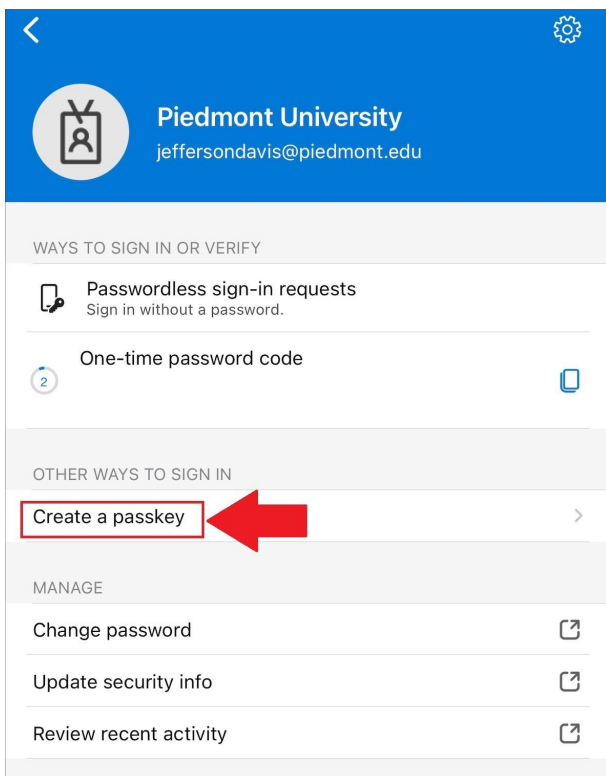 Piedmont University
jeffersondavis@piedmont.edu
WAYS TO SIGN IN OR VERIFY
Passwordless sign-in requests
Sign in without a password.
One-time password code
2
OTHER WAYS TO SIGN IN
Create a passkey
MANAGE
Change password
Update security info
Review recent activity